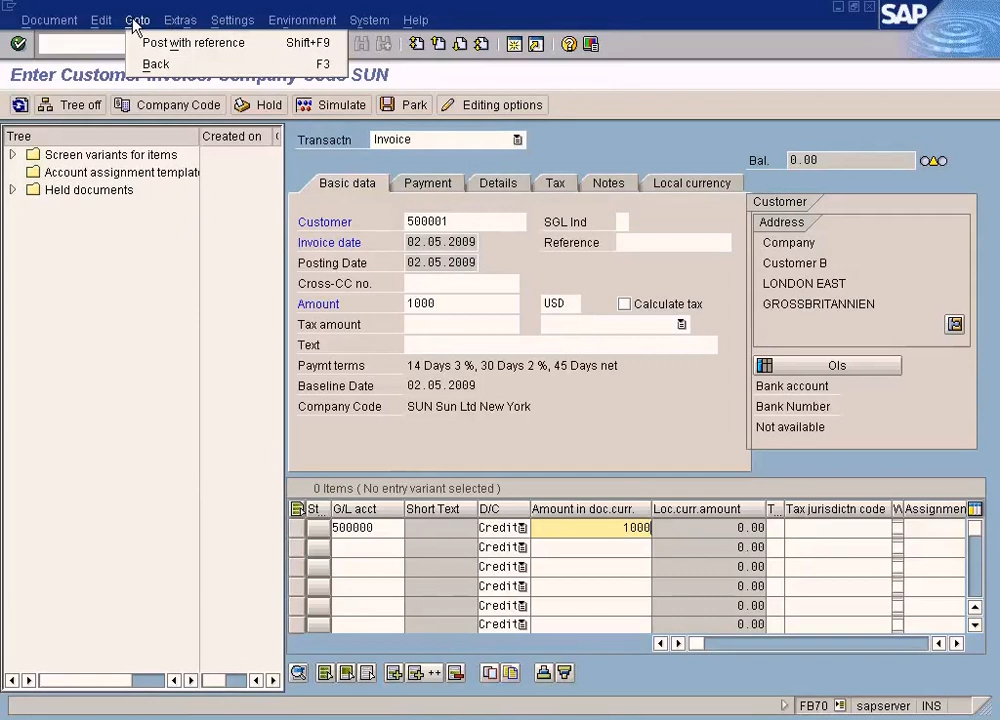 Document Edit Goto Extras Settings Environment System Help
SAP
Post with reference Shift+F9
Back F3
Enter Customer Invoice: Company Code SUN
Tree off Company Code Hold Simulate Park Editing options
Tree Created on
Screen variants for items
Account assignment templat
Held documents
Transactn Invoice
Bal. 0.00
Basic data Payment Details Tax Notes Local currency
Customer 500001 SGL Ind
Invoice date 02.05.2009 Reference
Posting Date 02.05.2009
Cross-CC no.
Amount 1000 USD Calculate tax
Tax amount
Text
Paymt terms 14 Days 3 %, 30 Days 2 %, 45 Days net
Baseline Date 02.05.2009
Company Code SUN Sun Ltd New York
Customer
Address
Company
Customer B
LONDON EAST
GROSSBRITANNIEN
OIs
Bank account
Bank Number
Not available
0 Items ( No entry variant selected )
St... G/L acct Short Text D/C Amount in doc.curr. Loc.curr.amount T... Tax jurisdictn code W Assignmen
500000 Credit 1000 0.00
Credit 0.00
Credit 0.00
Credit 0.00
Credit 0.00
Credit 0.00
FB70 sapserver INS